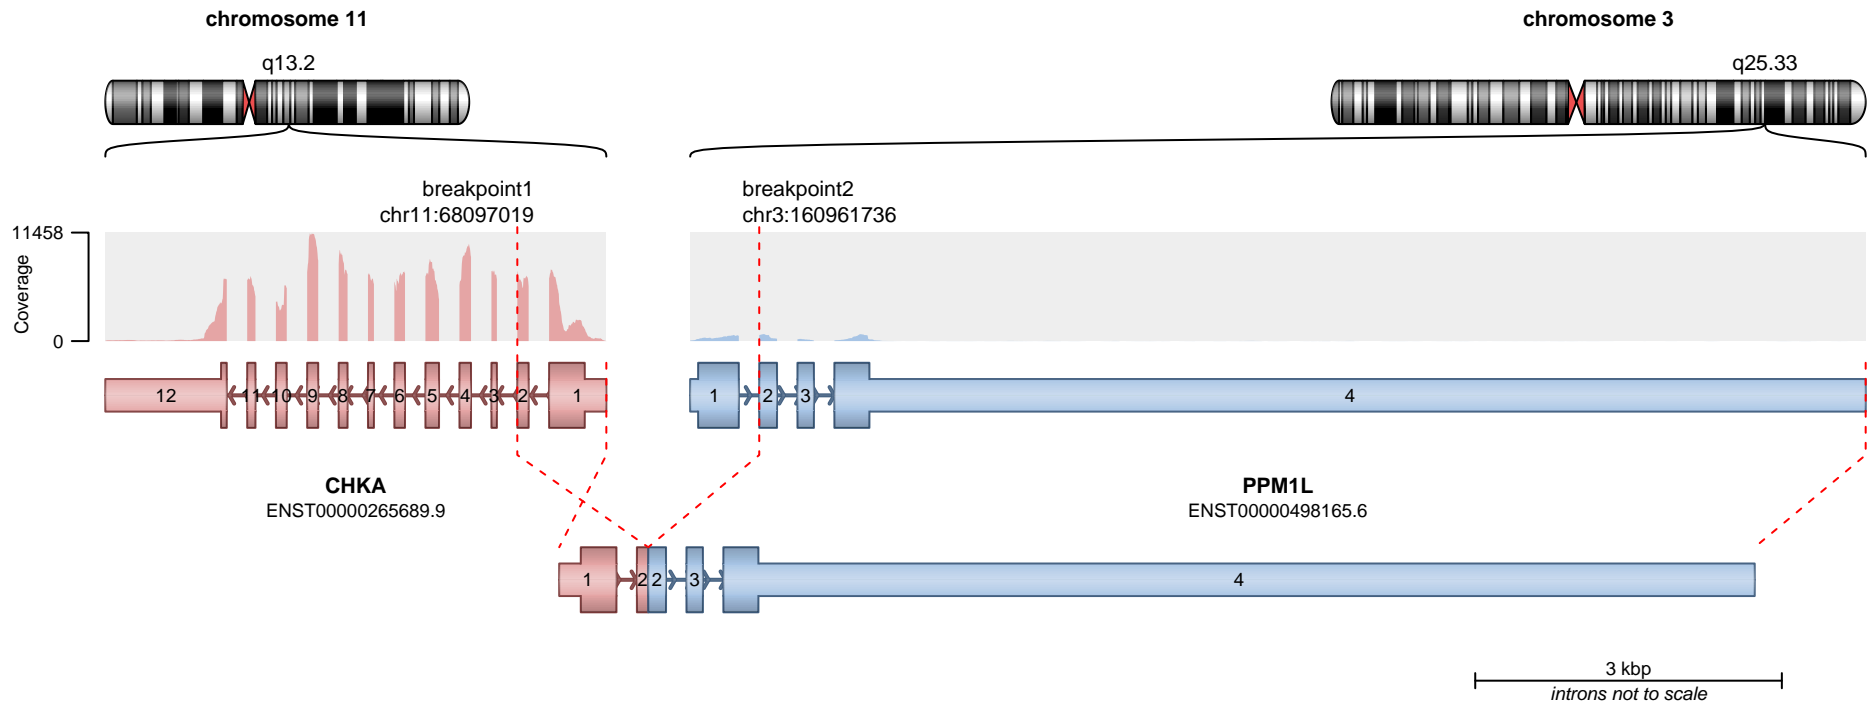 chromosome 11
chromosome 3
q13.2
q25.33
breakpoint1
chr11:68097019
breakpoint2
chr3:160961736
11458
0
Coverage
12 11 10 9 8 7 6 5 4 3 2 1
1 2 3 4
CHKA
ENST00000265689.9
PPM1L
ENST00000498165.6
1 2 2 3 4
3 kbp
introns not to scale